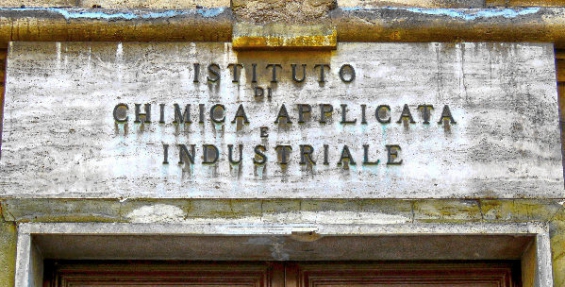 ISTITUTO
DI
CHIMICA APPLICATA
E
INDUSTRIALE